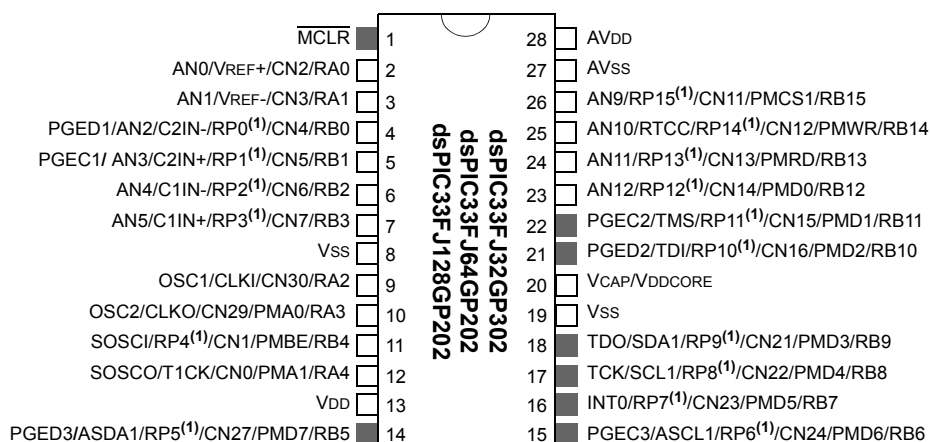 MCLR 1 28 AVDD
AN0/VREF+/CN2/RA0 2 27 AVSS
AN1/VREF-/CN3/RA1 3 26 AN9/RP15(1)/CN11/PMCS1/RB15
PGED1/AN2/C2IN-/RP0(1)/CN4/RB0 4 25 AN10/RTCC/RP14(1)/CN12/PMWR/RB14
PGEC1/ AN3/C2IN+/RP1(1)/CN5/RB1 5 24 AN11/RP13(1)/CN13/PMRD/RB13
AN4/C1IN-/RP2(1)/CN6/RB2 6 23 AN12/RP12(1)/CN14/PMD0/RB12
AN5/C1IN+/RP3(1)/CN7/RB3 7 22 PGEC2/TMS/RP11(1)/CN15/PMD1/RB11
VSS 8 21 PGED2/TDI/RP10(1)/CN16/PMD2/RB10
OSC1/CLKI/CN30/RA2 9 20 VCAP/VDDCORE
OSC2/CLKO/CN29/PMA0/RA3 10 19 VSS
SOSCI/RP4(1)/CN1/PMBE/RB4 11 18 TDO/SDA1/RP9(1)/CN21/PMD3/RB9
SOSCO/T1CK/CN0/PMA1/RA4 12 17 TCK/SCL1/RP8(1)/CN22/PMD4/RB8
VDD 13 16 INT0/RP7(1)/CN23/PMD5/RB7
PGED3/ASDA1/RP5(1)/CN27/PMD7/RB5 14 15 PGEC3/ASCL1/RP6(1)/CN24/PMD6/RB6
dsPIC33FJ32GP302
dsPIC33FJ64GP202
dsPIC33FJ128GP202